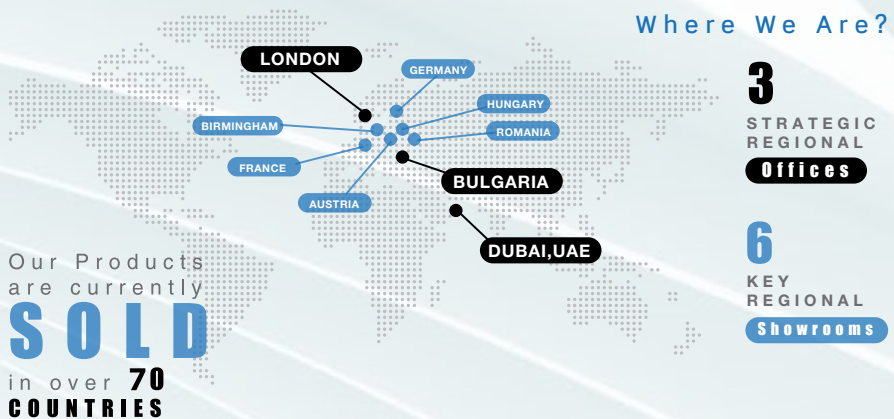 Where We Are?
LONDON
GERMANY
HUNGARY
BIRMINGHAM
ROMANIA
FRANCE
BULGARIA
AUSTRIA
DUBAI,UAE
3
STRATEGIC
REGIONAL
Offices
6
KEY
REGIONAL
Showrooms
Our Products
are currently
SOLD
in over 70
COUNTRIES